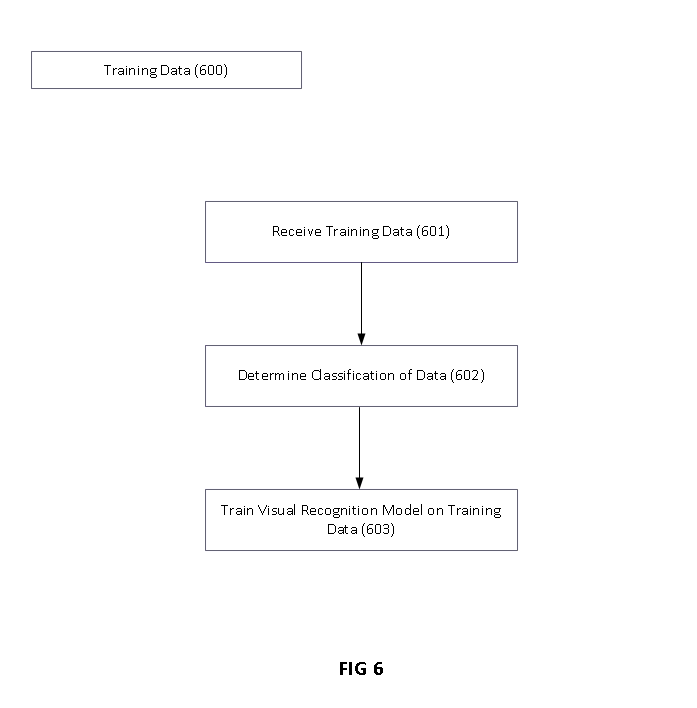 Training Data (600)
Receive Training Data (601)
Determine Classification of Data (602)
Train Visual Recognition Model on Training
Data (603)
FIG 6